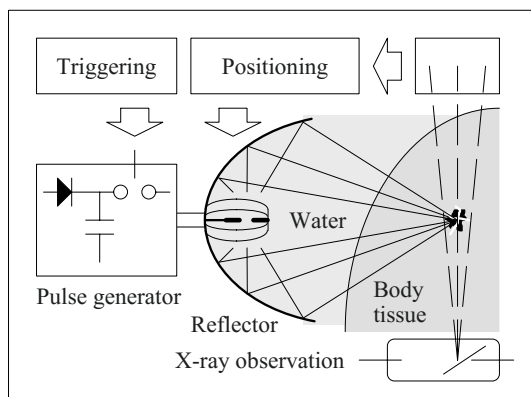 Triggering
Positioning
Water
Pulse generator
Body
tissue
Reflector
X-ray observation